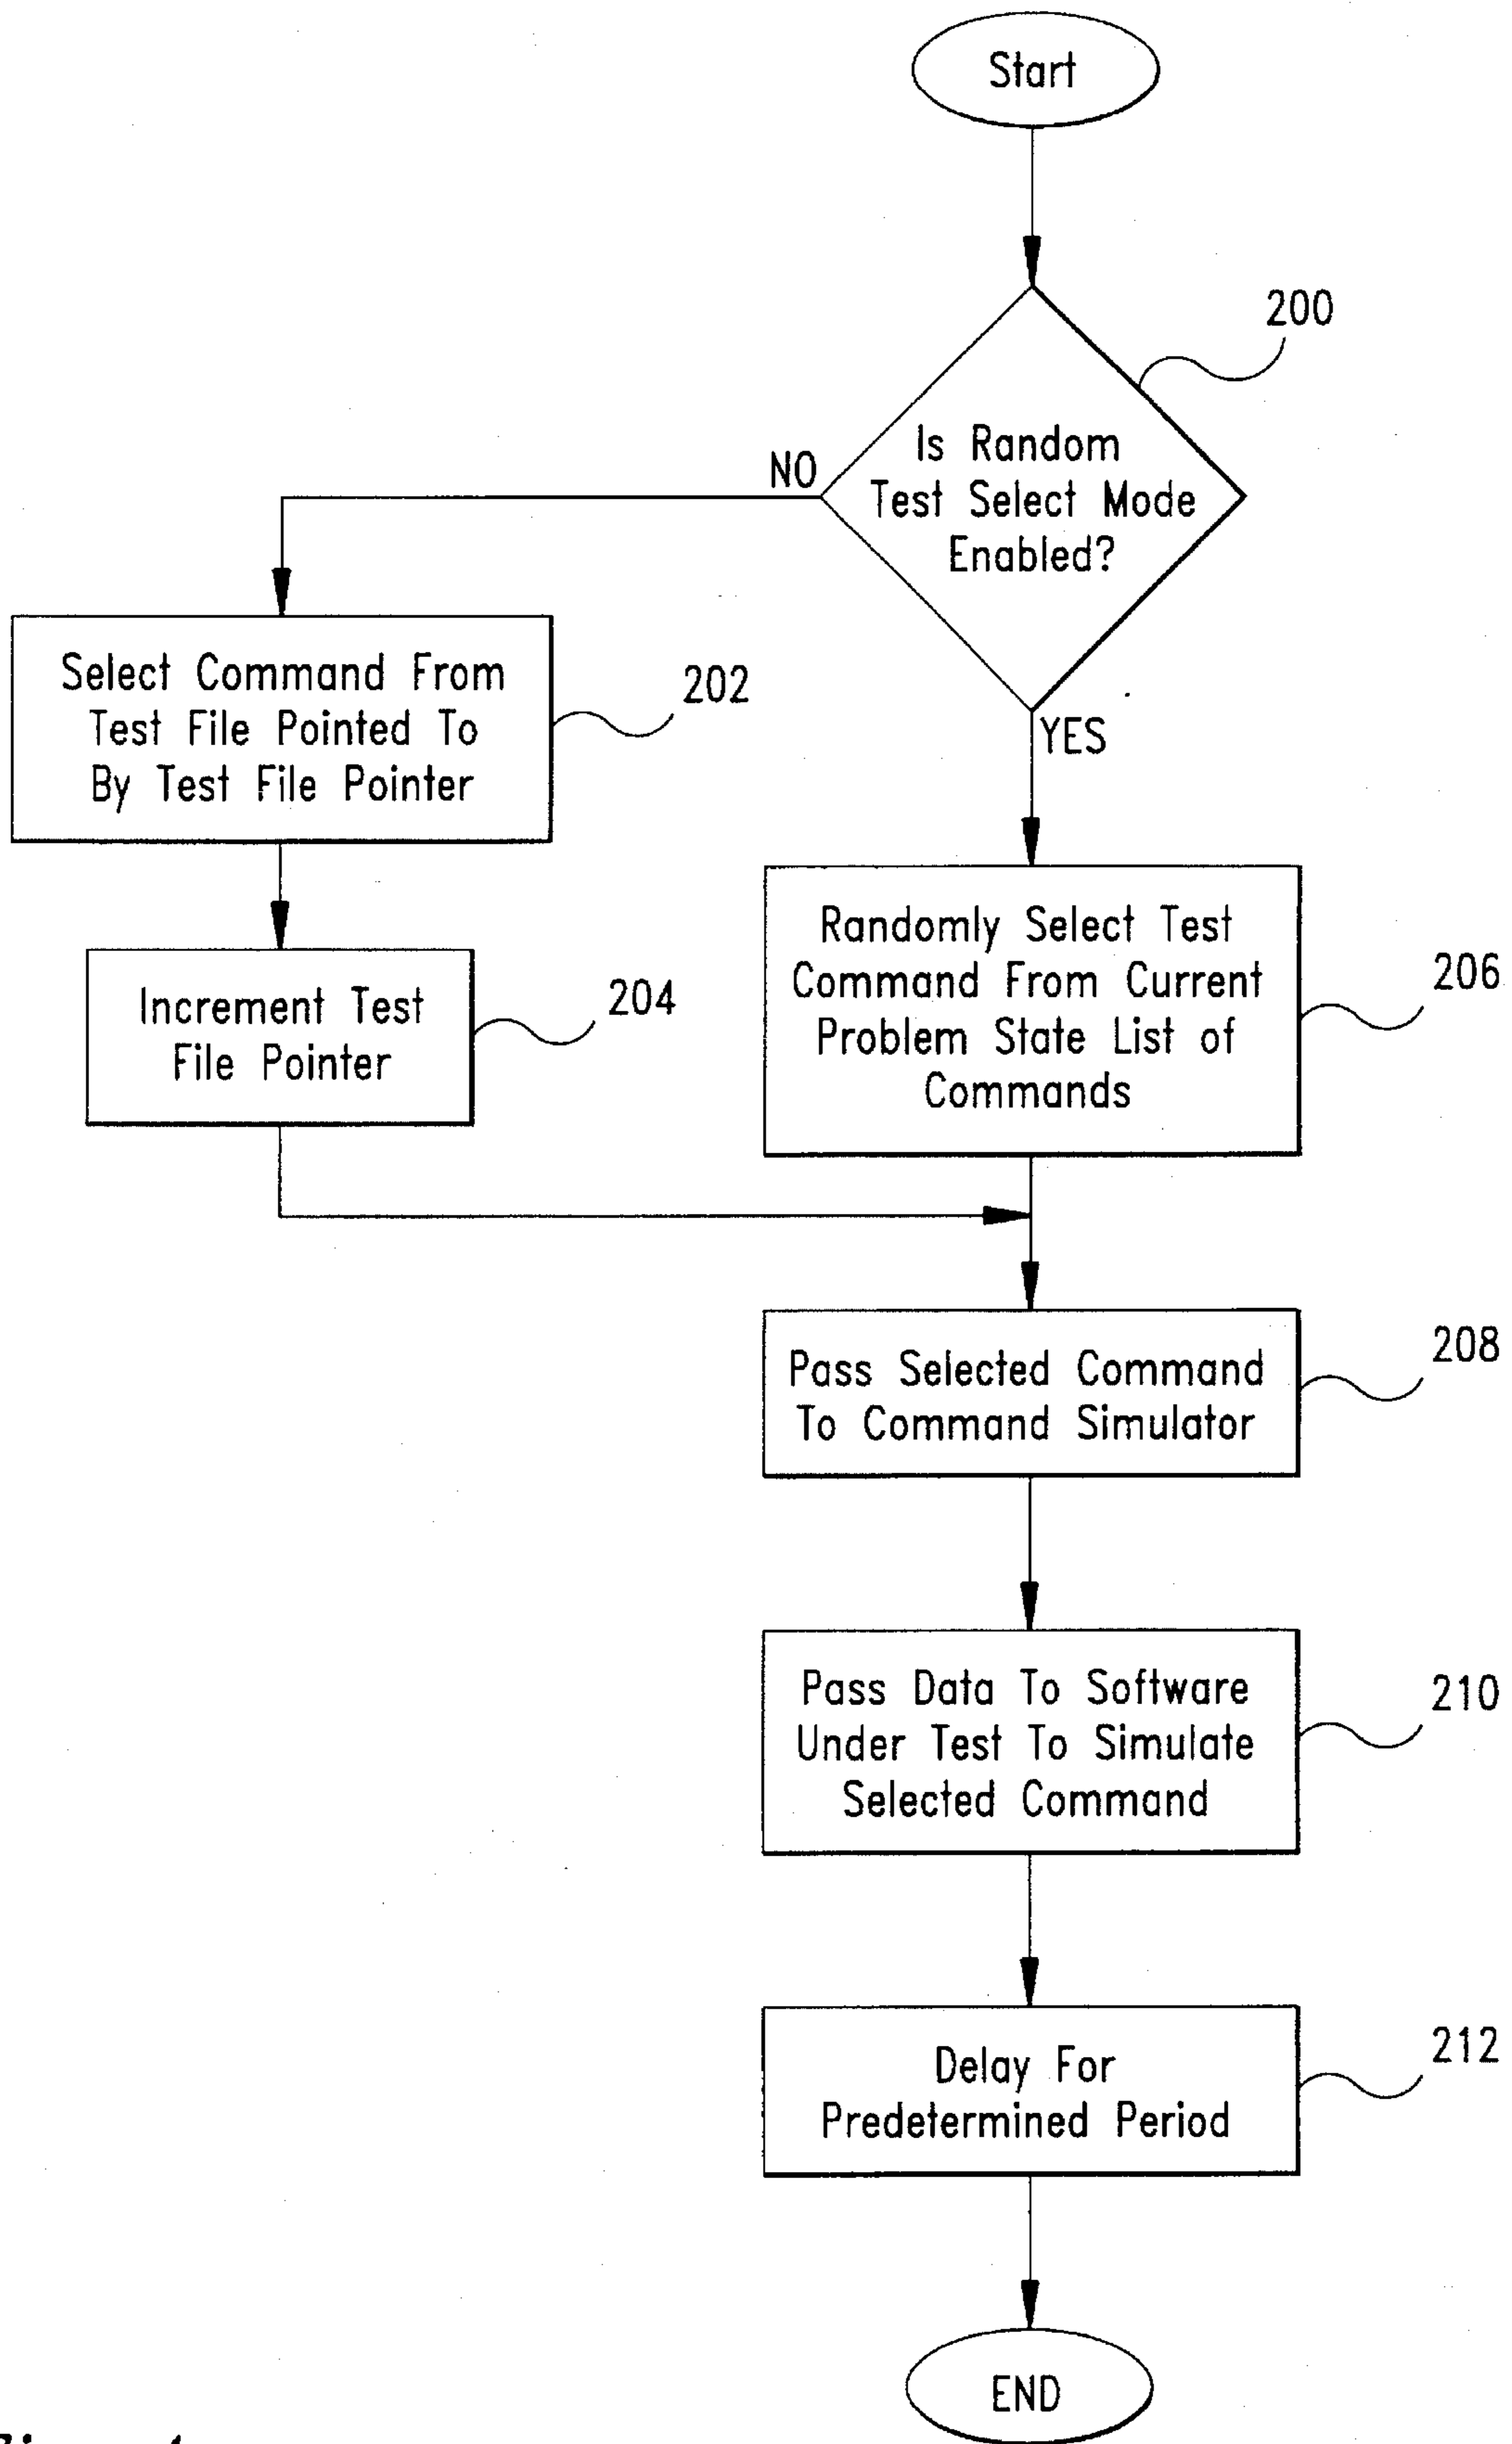 Start
200
Is Random
Test Select Mode
Enabled?
NO
YES
Select Command From
Test File Pointed To
By Test File Pointer
202
Increment Test
File Pointer
204
Randomly Select Test
Command From Current
Problem State List of
Commands
206
Pass Selected Command
To Command Simulator
208
Pass Data To Software
Under Test To Simulate
Selected Command
210
Delay For
Predetermined Period
212
END